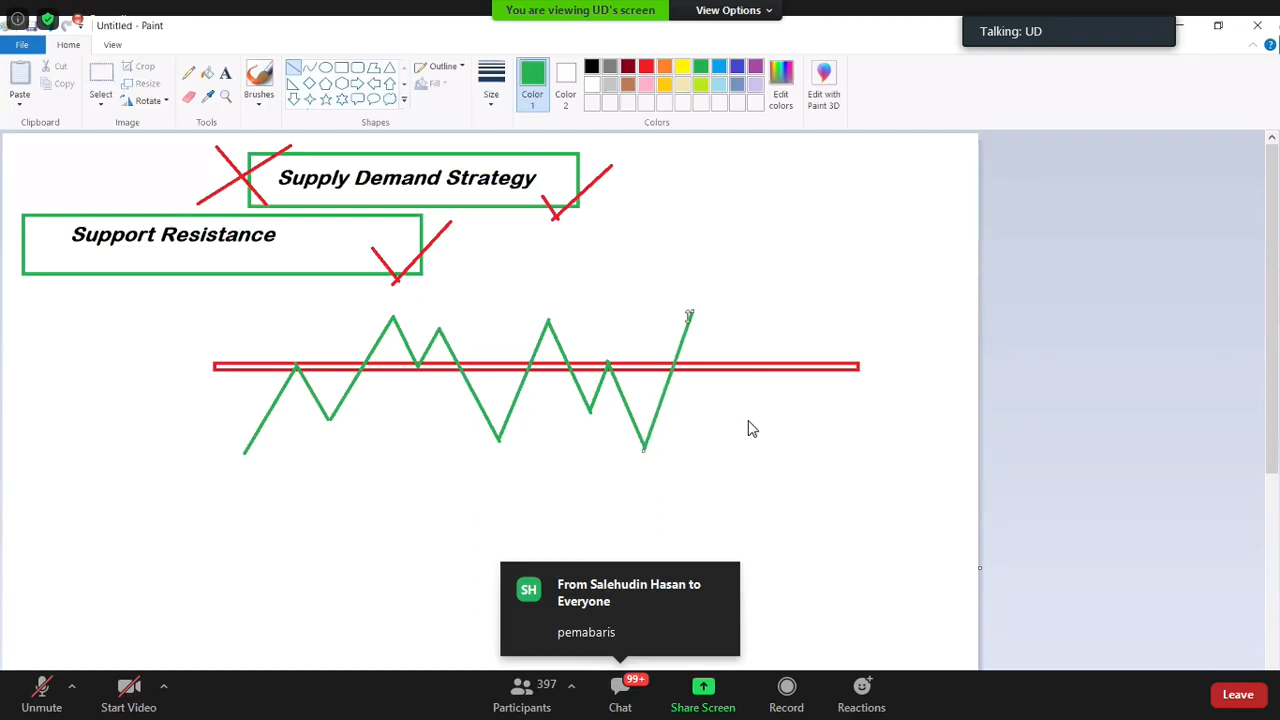 You are viewing UD's screen
View Options
Untitled - Paint
Talking: UD
File
Home
View
Paste
Cut
Copy
Clipboard
Select
Crop
Resize
Rotate
Image
Tools
Brushes
Outline
Fill
Shapes
Size
Color
1
Color
2
Colors
Edit
colors
Edit with
Paint 3D
Supply Demand Strategy
Support Resistance
SH
From Salehudin Hasan to
Everyone
pemabaris
Unmute
Start Video
397
Participants
99+
Chat
Share Screen
Record
Reactions
Leave